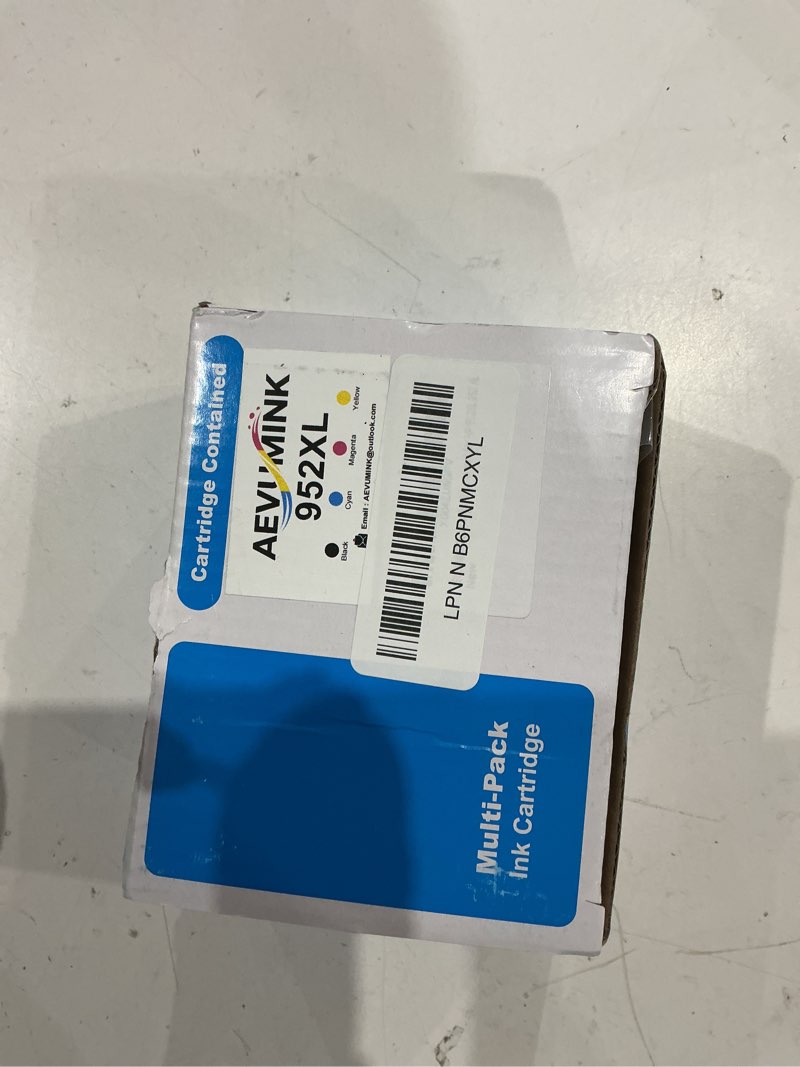 Cartridge Contained
AEVUMINK
952XL
Black Cyan Magenta Yellow
Email : AEVUMINK@outlook.com
LPN N B6PNMCXYL
Multi-Pack
Ink Cartridge